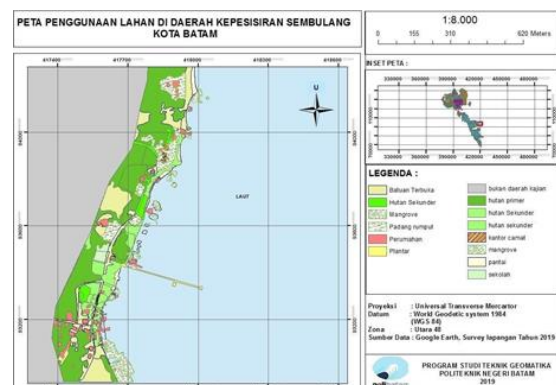 PETA PENGGUNAAN LAHAN DI DAERAH KEPESISIRAN SEMBULANG
KOTA BATAM
1:8.000
0 155 310 620 Meters
INSET PETA :
417400 417700 418300
U
LAUT
LEGENDA :
Batuan Terbuka
Hutan Sekunder
Mangrove
Padang rumput
Perumahan
Plantar
bukan daerah kajian
hutan primer
hutan Sekunder
hutan sekunder
kantor camat
mangrove
pantai
sekolah
Proyeksi : Universal Transverse Mercartor
Datum : World Geodetic system 1984
(WGS 84)
Zona : Utara 48
Sumber Data : Google Earth, Survey lapangan Tahun 2019
PROGRAM STUDI TEKNIK GEOMATIKA
POLITEKNIK NEGERI BATAM
2019